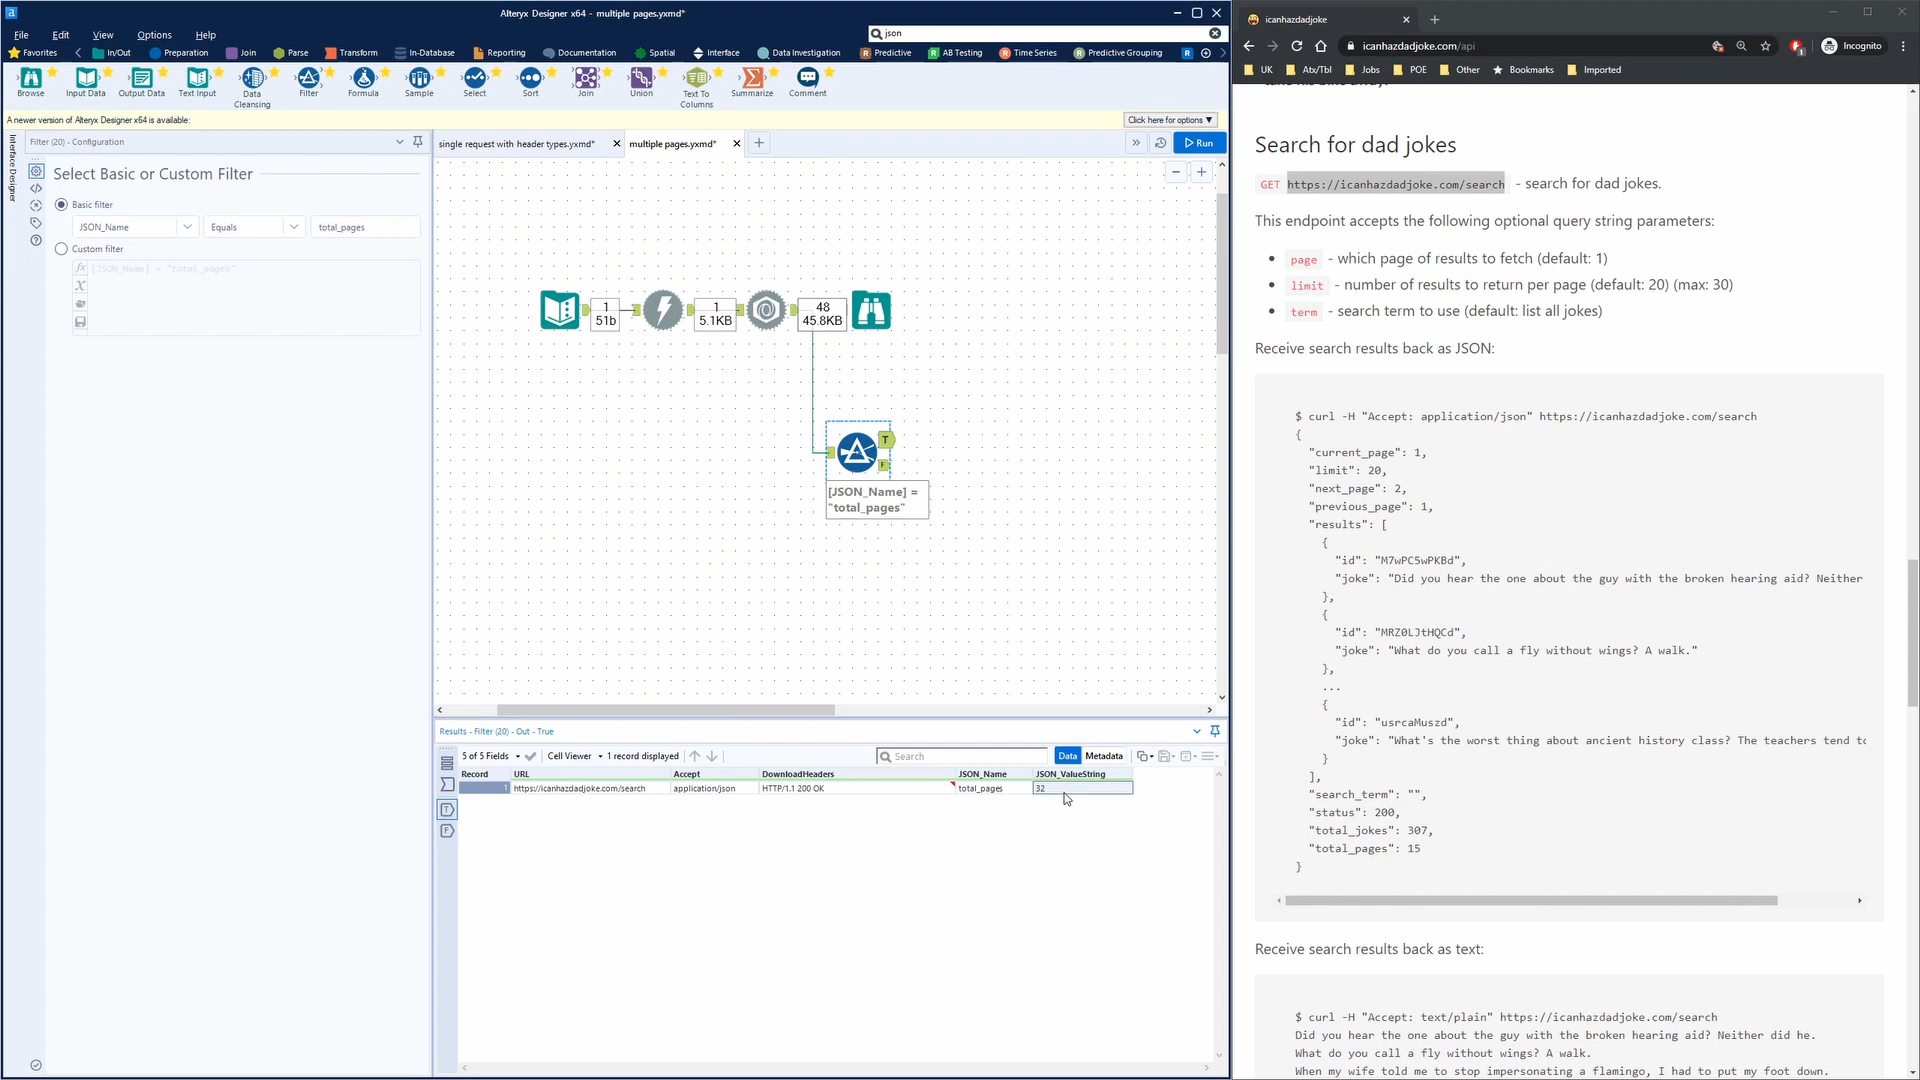 Alteryx Designer x64 - multiple pages.yxmd*
File Edit View Options Help
json
Favorites In/Out Preparation Join Parse Transform In-Database Reporting Documentation Spatial Interface Data Investigation Predictive AB Testing Time Series Predictive Grouping
Browse Input Data Output Data Text Input Data Cleansing Filter Formula Sample Select Sort Join Union Text To Columns Summarize Comment
A newer version of Alteryx Designer x64 is available:
Click here for options ▼
Interface Designer
Filter (20) - Configuration
Select Basic or Custom Filter
Basic filter
JSON_Name Equals total_pages
Custom filter
[JSON_Name] = "total_pages"
single request with header types.yxmd*
multiple pages.yxmd*
Run
1
51b
1
5.1KB
48
45.8KB
T
F
[JSON_Name] =
"total_pages"
Results - Filter (20) - Out - True
5 of 5 Fields Cell Viewer 1 record displayed Search Data Metadata
Record URL Accept DownloadHeaders JSON_Name JSON_ValueString
1 https://icanhazdadjoke.com/search application/json HTTP/1.1 200 OK total_pages 32
icanhazdadjoke
icanhazdadjoke.com/api
Incognito
UK Atx/Tbl Jobs POE Other Bookmarks Imported
Search for dad jokes
GET https://icanhazdadjoke.com/search - search for dad jokes.
This endpoint accepts the following optional query string parameters:
• page - which page of results to fetch (default: 1)
• limit - number of results to return per page (default: 20) (max: 30)
• term - search term to use (default: list all jokes)
Receive search results back as JSON:
$ curl -H "Accept: application/json" https://icanhazdadjoke.com/search
{
"current_page": 1,
"limit": 20,
"next_page": 2,
"previous_page": 1,
"results": [
{
"id": "M7wPC5wPKBd",
"joke": "Did you hear the one about the guy with the broken hearing aid? Neither
},
{
"id": "MRZ0LJtHQCd",
"joke": "What do you call a fly without wings? A walk."
},
...
{
"id": "usrcaMuszd",
"joke": "What's the worst thing about ancient history class? The teachers tend to
}
],
"search_term": "",
"status": 200,
"total_jokes": 307,
"total_pages": 15
}
Receive search results back as text:
$ curl -H "Accept: text/plain" https://icanhazdadjoke.com/search
Did you hear the one about the guy with the broken hearing aid? Neither did he.
What do you call a fly without wings? A walk.
When my wife told me to stop impersonating a flamingo, I had to put my foot down.